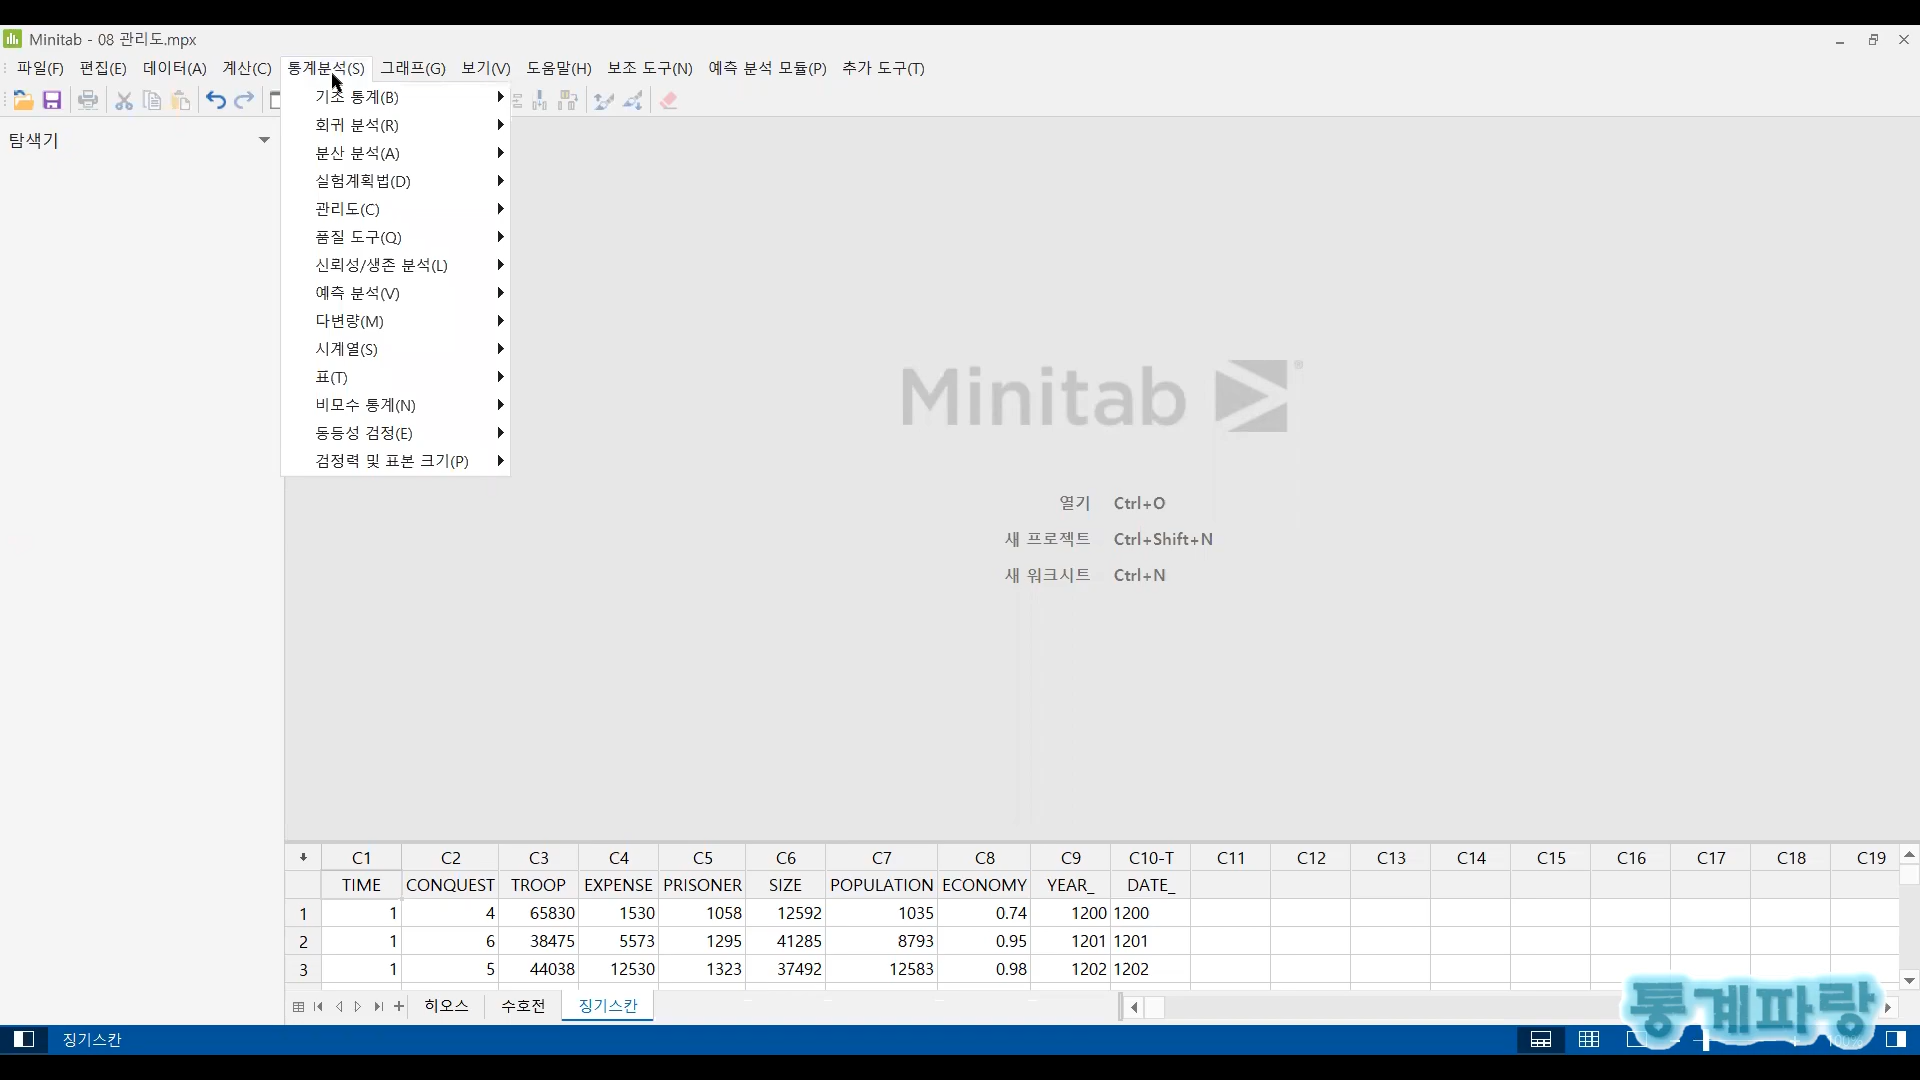 Minitab - 08 관리도.mpx
파일(F) 편집(E) 데이터(A) 계산(C) 통계분석(S) 그래프(G) 보기(V) 도움말(H) 보조 도구(N) 예측 분석 모듈(P) 추가 도구(T)
탐색기
기초 통계(B)
회귀 분석(R)
분산 분석(A)
실험계획법(D)
관리도(C)
품질 도구(Q)
신뢰성/생존 분석(L)
예측 분석(V)
다변량(M)
시계열(S)
표(T)
비모수 통계(N)
동등성 검정(E)
검정력 및 표본 크기(P)
Minitab ®
열기 Ctrl+O
새 프로젝트 Ctrl+Shift+N
새 워크시트 Ctrl+N
C1 C2 C3 C4 C5 C6 C7 C8 C9 C10-T C11 C12 C13 C14 C15 C16 C17 C18 C19
TIME CONQUEST TROOP EXPENSE PRISONER SIZE POPULATION ECONOMY YEAR_ DATE_
1 1 4 65830 1530 1058 12592 1035 0.74 1200 1200
2 1 6 38475 5573 1295 41285 8793 0.95 1201 1201
3 1 5 44038 12530 1323 37492 12583 0.98 1202 1202
히오스 수호전 징기스칸
통계파랑
징기스칸